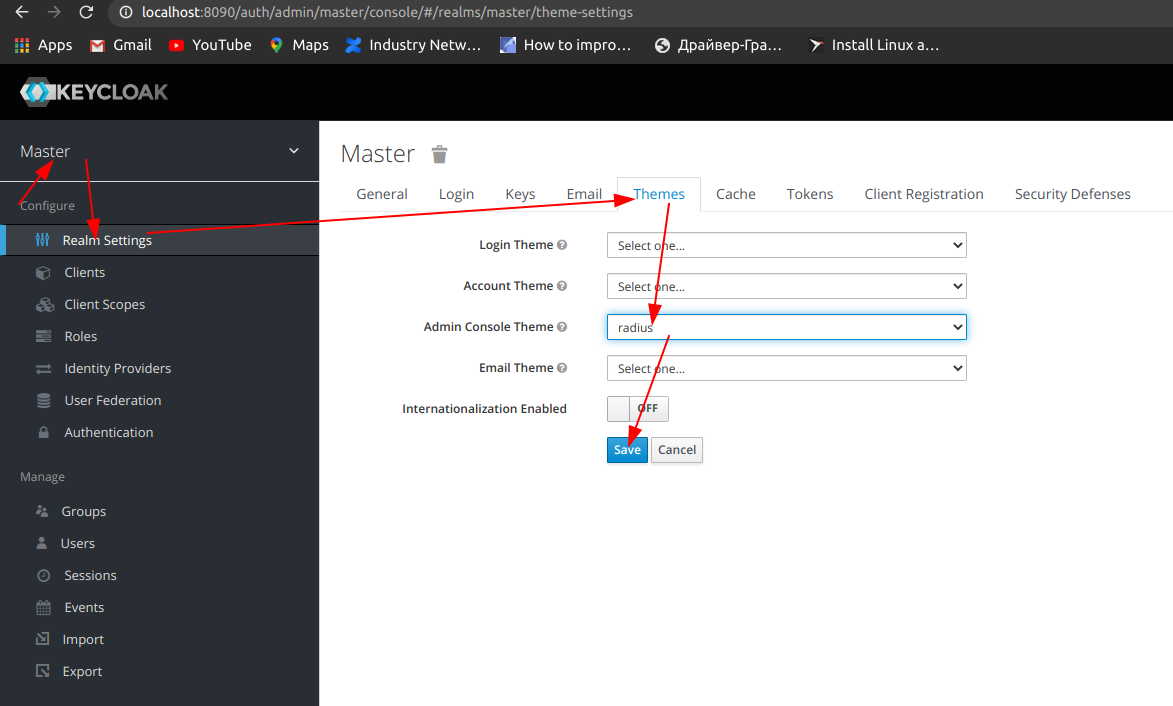 localhost:8090/auth/admin/master/console/#/realms/master/theme-settings
Apps Gmail YouTube Maps Industry Netw... How to impro... Драйвер-Гра... Install Linux a...
KEYCLOAK
Master
Configure
Realm Settings
Clients
Client Scopes
Roles
Identity Providers
User Federation
Authentication
Manage
Groups
Users
Sessions
Events
Import
Export
Master
General Login Keys Email Themes Cache Tokens Client Registration Security Defenses
Login Theme ? Select one...
Account Theme ? Select one...
Admin Console Theme ? radius
Email Theme ? Select one...
Internationalization Enabled OFF
Save Cancel